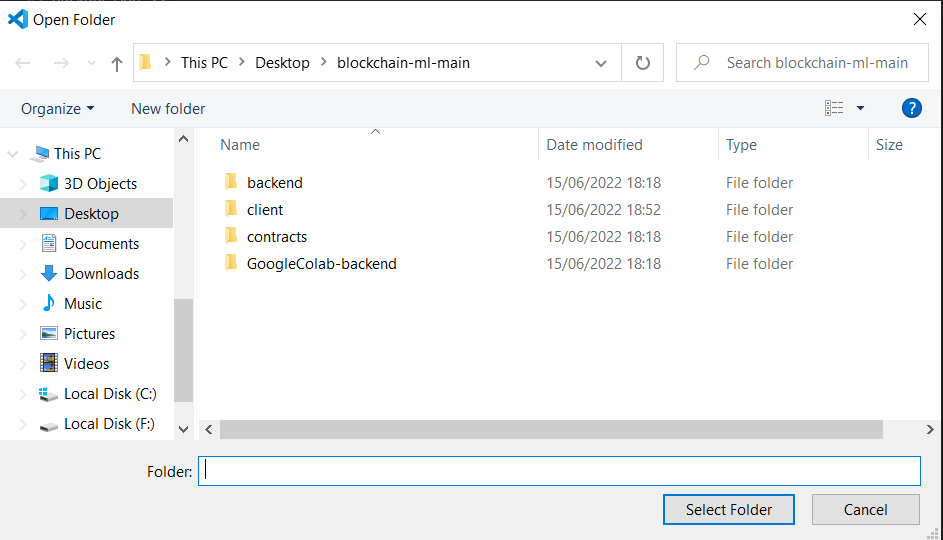 Open Folder
This PC Desktop blockchain-ml-main
Search blockchain-ml-main
Organize New folder
?
Name Date modified Type Size
This PC
3D Objects
Desktop
Documents
Downloads
Music
Pictures
Videos
Local Disk (C:)
Local Disk (F:)
backend 15/06/2022 18:18 File folder
client 15/06/2022 18:52 File folder
contracts 15/06/2022 18:18 File folder
GoogleColab-backend 15/06/2022 18:18 File folder
Folder:
Select Folder Cancel